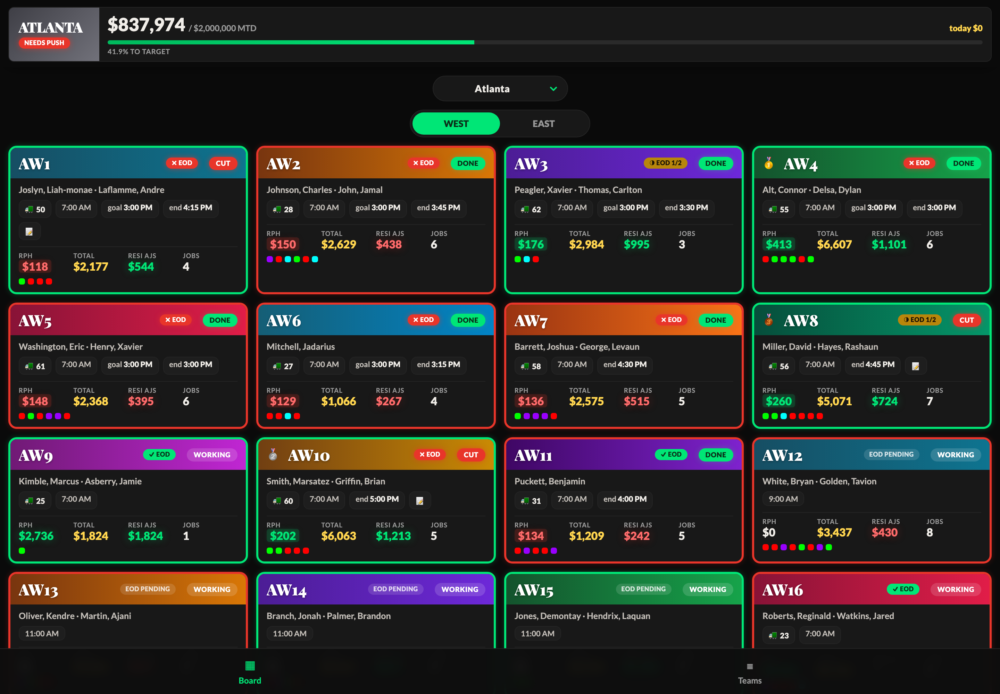 ATLANTA
NEEDS PUSH
$837,974 / $2,000,000 MTD
today $0
41.9% TO TARGET
Atlanta
WEST EAST
AW1 ✕ EOD CUT
Joslyn, Liah-monae · Laflamme, Andre
50 7:00 AM goal 3:00 PM end 4:15 PM
RPH TOTAL RESI AJS JOBS
$118 $2,177 $544 4
AW2 ✕ EOD DONE
Johnson, Charles · John, Jamal
28 7:00 AM goal 3:00 PM end 3:45 PM
RPH TOTAL RESI AJS JOBS
$150 $2,629 $438 6
AW3 EOD 1/2 DONE
Peagler, Xavier · Thomas, Carlton
62 7:00 AM goal 3:00 PM end 3:30 PM
RPH TOTAL RESI AJS JOBS
$176 $2,984 $995 3
1 AW4 ✕ EOD DONE
Alt, Connor · Delsa, Dylan
55 7:00 AM goal 3:00 PM end 3:00 PM
RPH TOTAL RESI AJS JOBS
$413 $6,607 $1,101 6
AW5 ✕ EOD DONE
Washington, Eric · Henry, Xavier
61 7:00 AM goal 3:00 PM end 3:00 PM
RPH TOTAL RESI AJS JOBS
$148 $2,368 $395 6
AW6 ✕ EOD DONE
Mitchell, Jadarius
27 7:00 AM goal 3:00 PM end 3:15 PM
RPH TOTAL RESI AJS JOBS
$129 $1,066 $267 4
AW7 ✕ EOD DONE
Barrett, Joshua · George, Levaun
58 7:00 AM end 4:30 PM
RPH TOTAL RESI AJS JOBS
$136 $2,575 $515 5
3 AW8 EOD 1/2 CUT
Miller, David · Hayes, Rashaun
56 7:00 AM end 4:45 PM
RPH TOTAL RESI AJS JOBS
$260 $5,071 $724 7
AW9 ✓ EOD WORKING
Kimble, Marcus · Asberry, Jamie
25 7:00 AM
RPH TOTAL RESI AJS JOBS
$2,736 $1,824 $1,824 1
2 AW10 ✕ EOD CUT
Smith, Marsatez · Griffin, Brian
60 7:00 AM end 5:00 PM
RPH TOTAL RESI AJS JOBS
$202 $6,063 $1,213 5
AW11 ✓ EOD DONE
Puckett, Benjamin
31 7:00 AM end 4:00 PM
RPH TOTAL RESI AJS JOBS
$134 $1,209 $242 5
AW12 EOD PENDING WORKING
White, Bryan · Golden, Tavion
9:00 AM
RPH TOTAL RESI AJS JOBS
$0 $3,437 $430 8
AW13 EOD PENDING WORKING
Oliver, Kendre · Martin, Ajani
11:00 AM
AW14 EOD PENDING WORKING
Branch, Jonah · Palmer, Brandon
11:00 AM
AW15 EOD PENDING WORKING
Jones, Demontay · Hendrix, Laquan
11:00 AM
AW16 ✓ EOD WORKING
Roberts, Reginald · Watkins, Jared
23 7:00 AM
Board
Teams